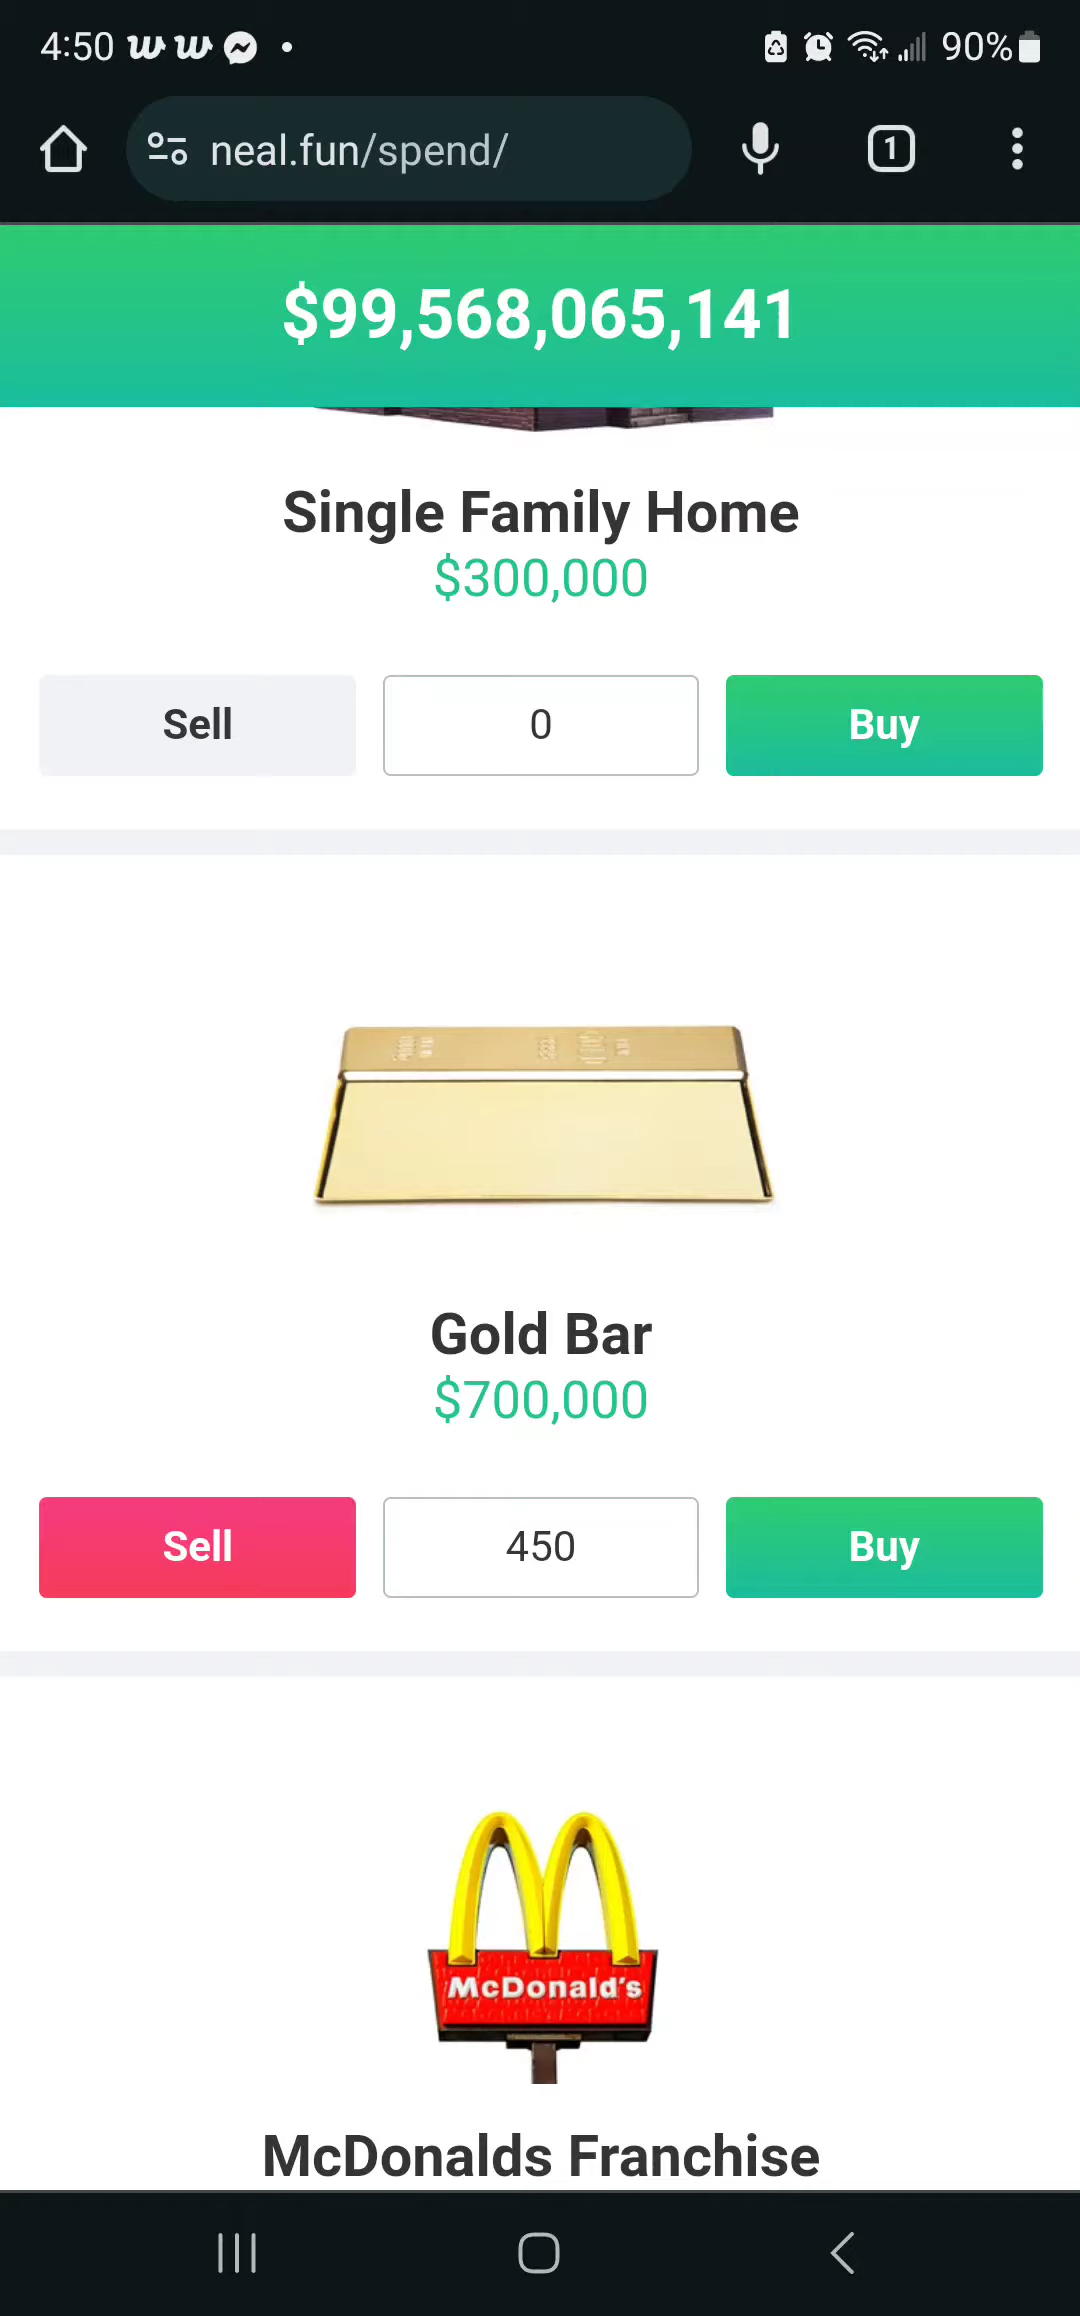 4:50
90%
neal.fun/spend/
1
$99,568,065,141
Single Family Home
$300,000
Sell 0 Buy
Gold Bar
$700,000
Sell 450 Buy
McDonald's
McDonalds Franchise